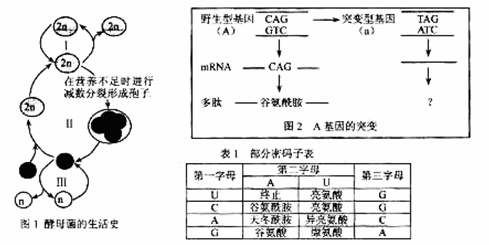 2n
2n
I
2n
2n
在营养不足时进行
减数分裂形成孢子
2n
II
III
n
n
图 1 酵母菌的生活史
野生型基因
(A)
CAG
GTC
突变型基因
(a)
TAG
ATC
mRNA
CAG
多肽
谷氨酰胺
?
图 2 A 基因的突变
表 1 部分密码子表
第一字母 第二字母 第三字母
A U
U 终止 亮氨酸 G
C 谷氨酰胺 亮氨酸 G
A 天冬酰胺 异亮氨酸 C
G 谷氨酸 缬氨酸 A